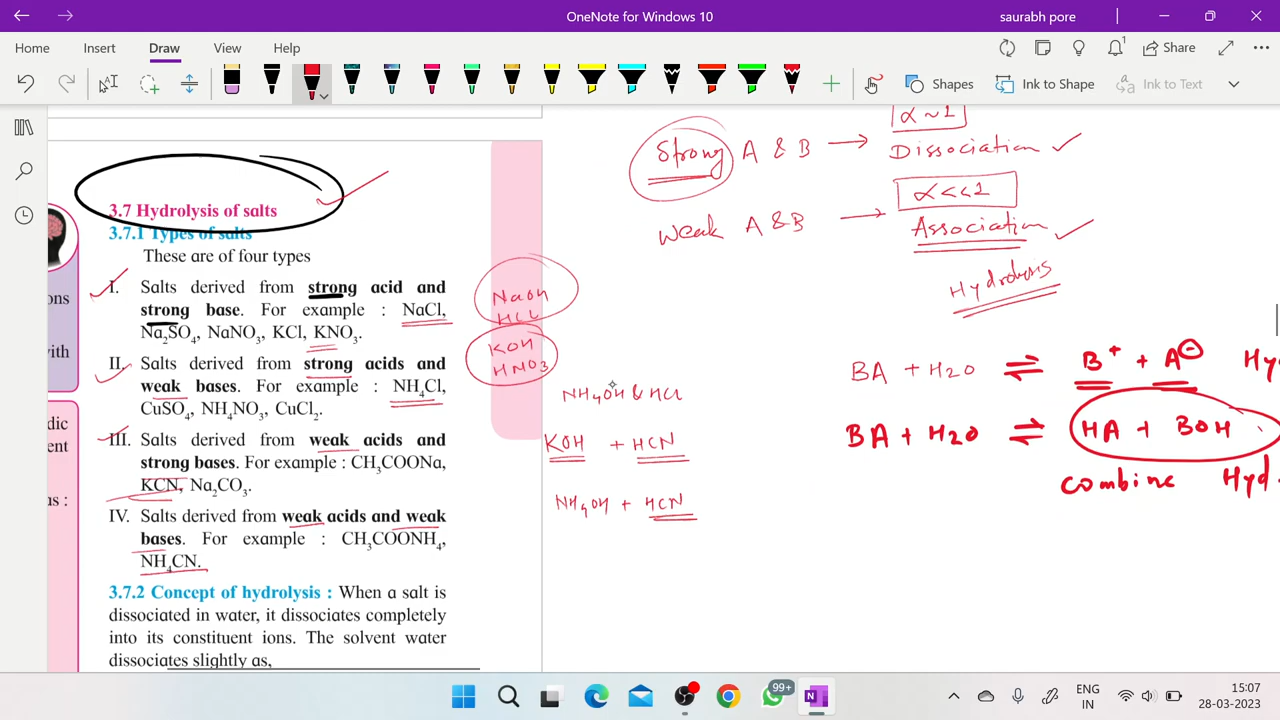 OneNote for Windows 10
saurabh pore
Home Insert Draw View Help
Share
Shapes
Ink to Shape
Ink to Text
3.7 Hydrolysis of salts
3.7.1 Types of salts
These are of four types
I. Salts derived from strong acid and
strong base. For example : NaCl,
Na2SO4, NaNO3, KCl, KNO3.
II. Salts derived from strong acids and
weak bases. For example : NH4Cl,
CuSO4, NH4NO3, CuCl2.
III. Salts derived from weak acids and
strong bases. For example : CH3COONa,
KCN, Na2CO3.
IV. Salts derived from weak acids and weak
bases. For example : CH3COONH4,
NH4CN.
3.7.2 Concept of hydrolysis : When a salt is
dissociated in water, it dissociates completely
into its constituent ions. The solvent water
dissociates slightly as,
ions
with
dic
ent
as :
NaOH
HCl
KOH
HNO3
NH4OH & HCl
KOH + HCN
NH4OH + HCN
α ~ 1
Strong A & B → Dissociation ✓
α << 1
Weak A & B → Association ✓
Hydrolysis
BA + H2O ⇌ B+ + A⊖ Hy
BA + H2O ⇌ HA + BOH
combine Hyd
99+
ENG
IN
15:07
28-03-2023